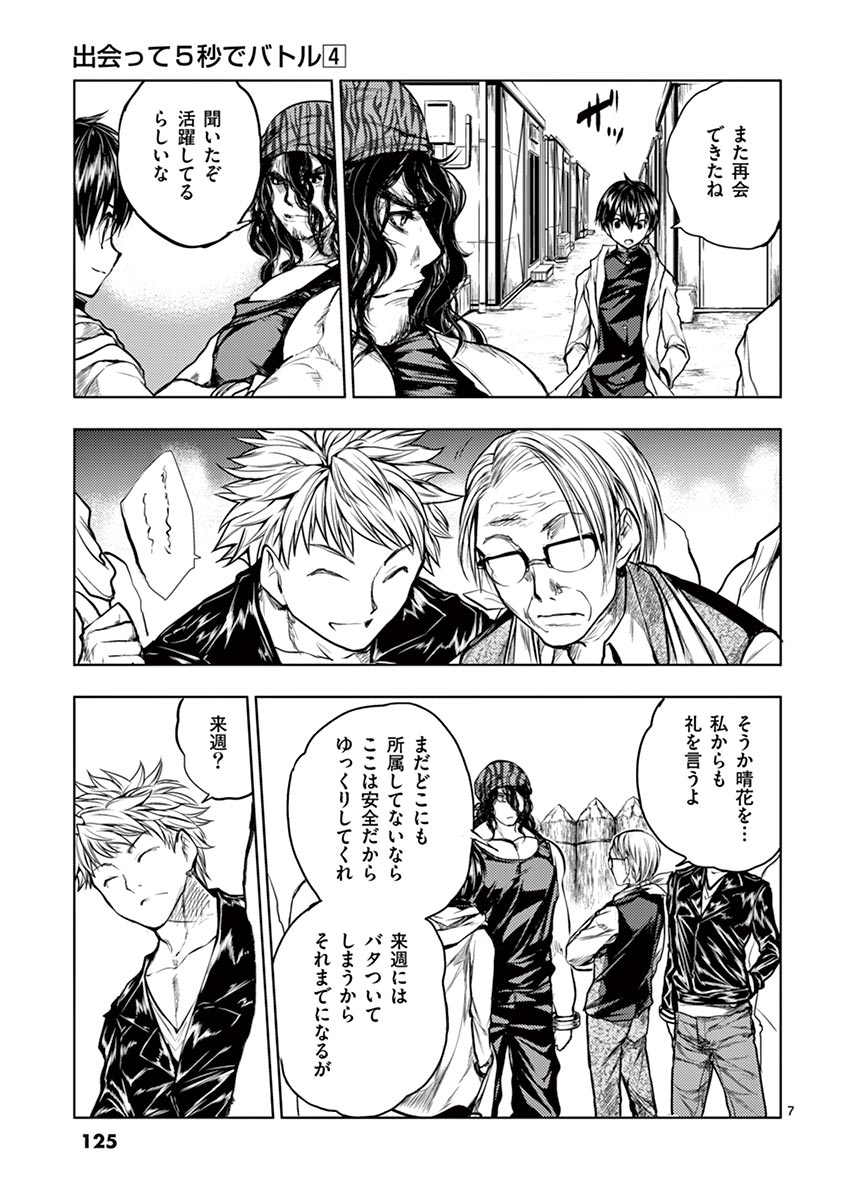 出会って5秒でバトル4
また再会
できたね
ザッ
聞いたぞ
活躍してる
らしいな
そうか晴花を…
私からも
礼を言うよ
まだどこにも
所属してないなら
ここは安全だから
ゆっくりしてくれ
来週には
バタついて
しまうから
それまでになるが
来週？
7
125